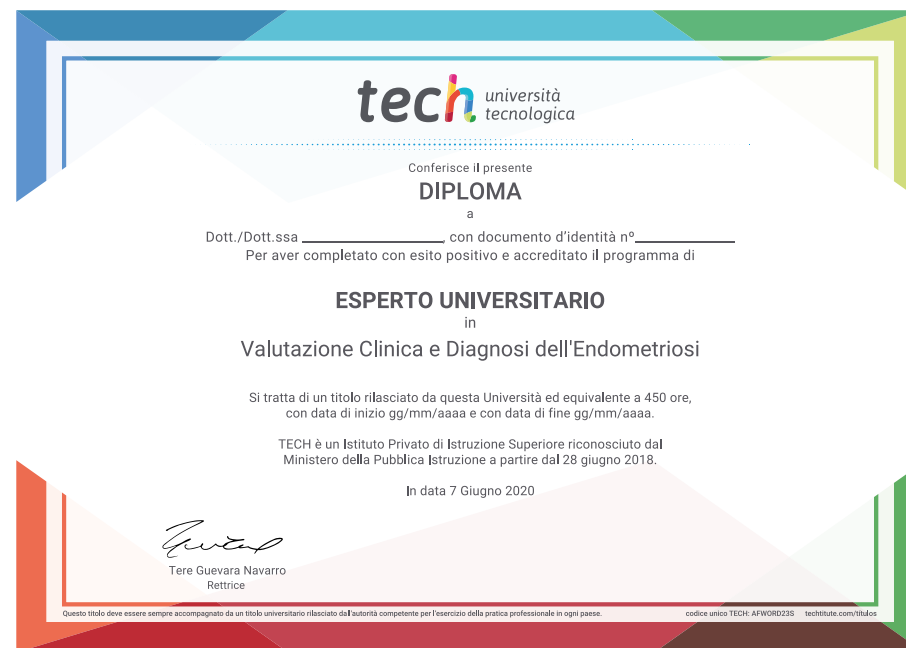 tech università
tecnologica
Conferisce il presente
DIPLOMA
a
Dott./Dott.ssa ____________________, con documento d'identità nº______________
Per aver completato con esito positivo e accreditato il programma di
ESPERTO UNIVERSITARIO
in
Valutazione Clinica e Diagnosi dell'Endometriosi
Si tratta di un titolo rilasciato da questa Università ed equivalente a 450 ore,
con data di inizio gg/mm/aaaa e con data di fine gg/mm/aaaa.
TECH è un Istituto Privato di Istruzione Superiore riconosciuto dal
Ministero della Pubblica Istruzione a partire dal 28 giugno 2018.
In data 7 Giugno 2020
Tere Guevara Navarro
Rettrice
Questo titolo deve essere sempre accompagnato da un titolo universitario rilasciato dall'autorità competente per l'esercizio della pratica professionale in ogni paese. codice unico TECH: AFWORD23S techtitute.com/titulos